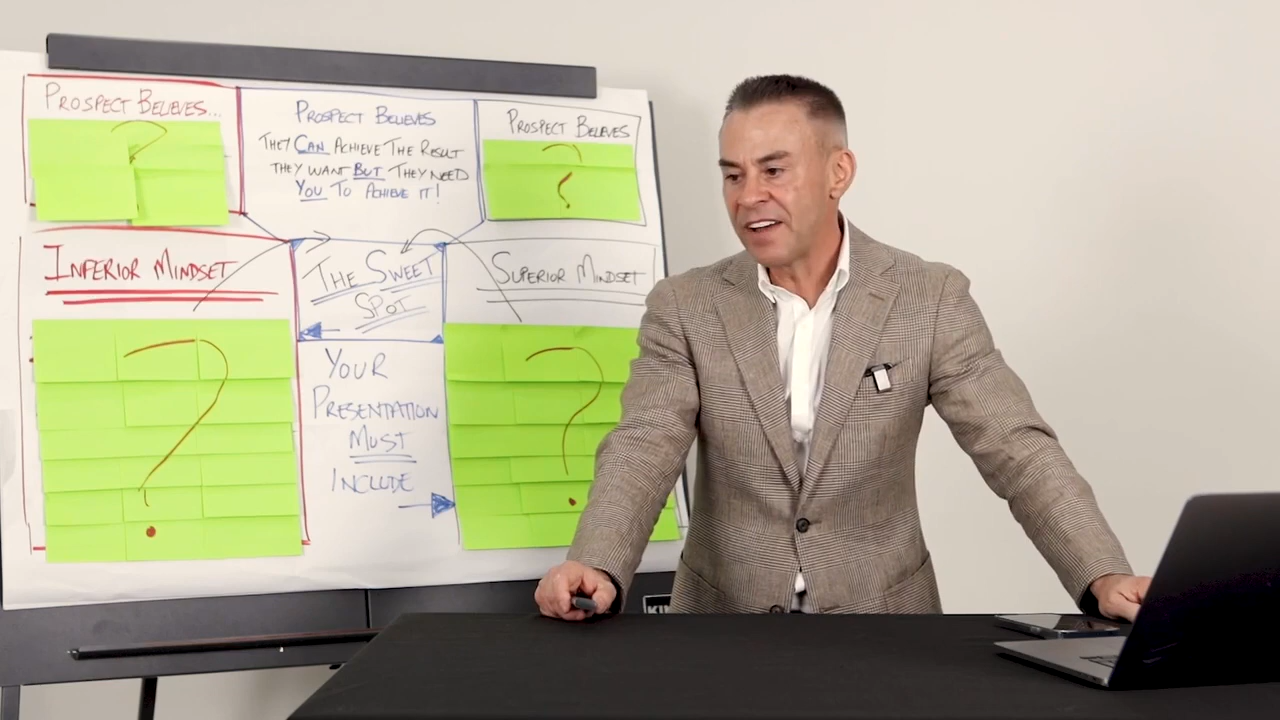 PROSPECT BELIEVES...
?
PROSPECT BELIEVES
THEY CAN ACHIEVE THE RESULT
THEY WANT BUT THEY NEED
YOU TO ACHIEVE IT!
PROSPECT BELIEVES
?
INFERIOR MINDSET
?
THE SWEET
SPOT
YOUR
PRESENTATION
MUST
INCLUDE
SUPERIOR MINDSET
?